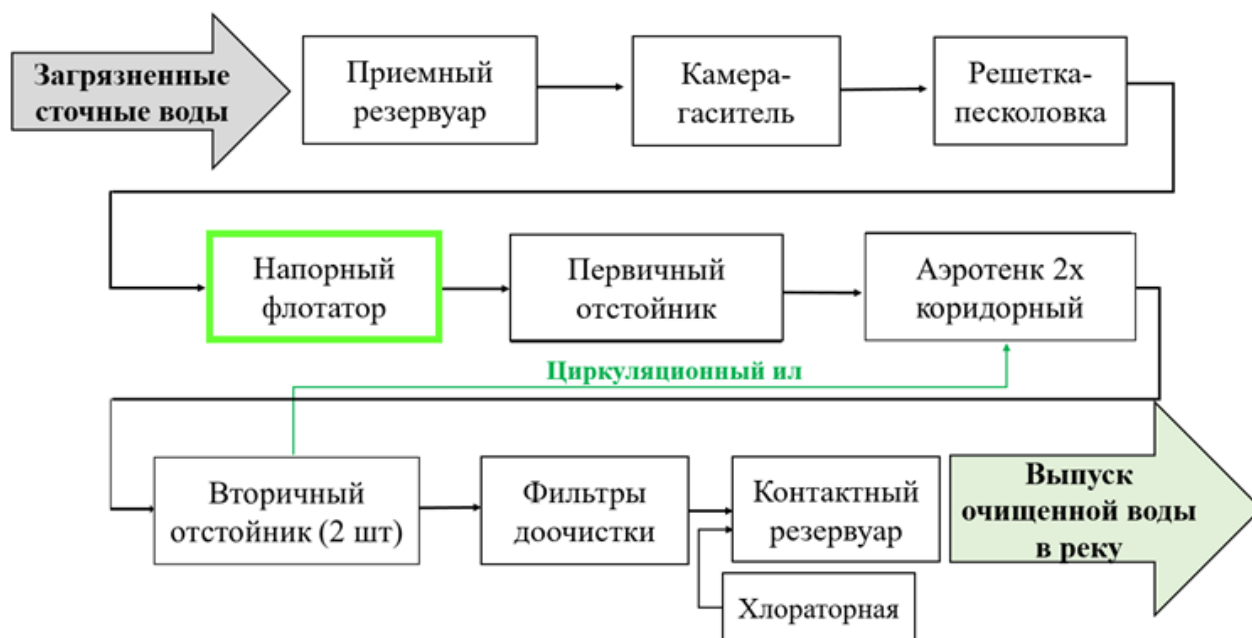 Загрязненные
сточные воды
Приемный
резервуар
Камера-
гаситель
Решетка-
песколовка
Напорный
флотатор
Первичный
отстойник
Аэротенк 2х
коридорный
Циркуляционный ил
Вторичный
отстойник (2 шт)
Фильтры
доочистки
Контактный
резервуар
Выпуск
очищенной воды
в реку
Хлораторная